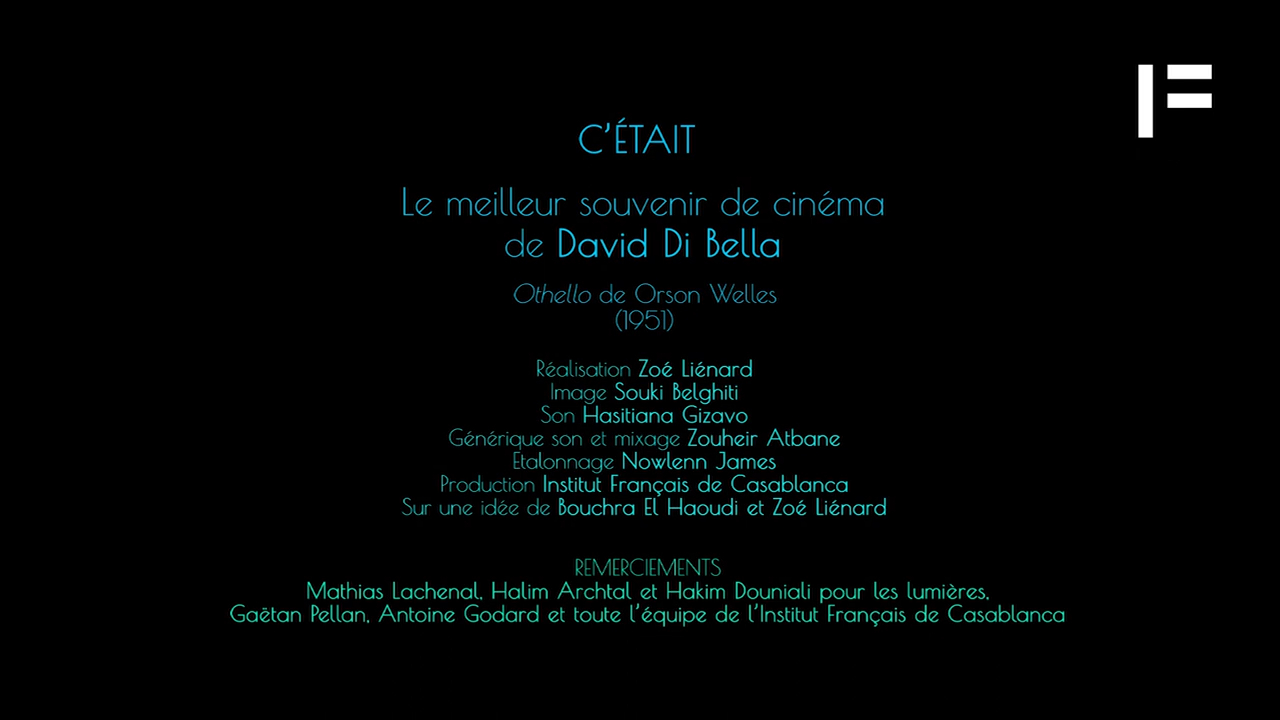 IF
C'ÉTAIT
Le meilleur souvenir de cinéma
de David Di Bella
Othello de Orson Welles
(1951)
Réalisation Zoé Liénard
Image Souki Belghiti
Son Hasitiana Gizavo
Générique son et mixage Zouheir Atbane
Etalonnage Nowlenn James
Production Institut Français de Casablanca
Sur une idée de Bouchra El Haoudi et Zoé Liénard
REMERCIEMENTS
Mathias Lachenal, Halim Archtal et Hakim Douniali pour les lumières,
Gaëtan Pellan, Antoine Godard et toute l'équipe de l'Institut Français de Casablanca